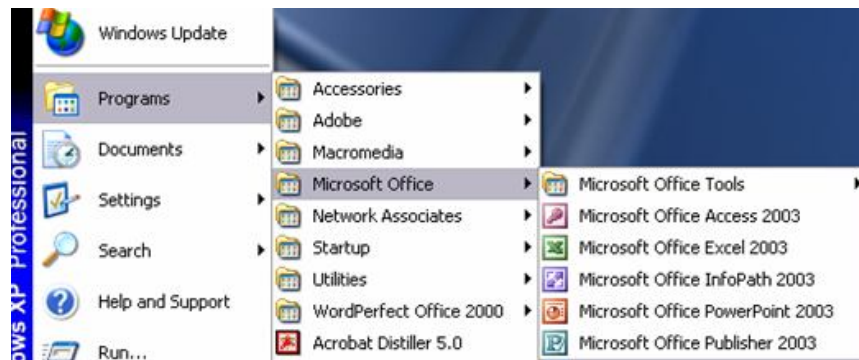 Windows Update
Programs
Documents
Settings
Search
Help and Support
Run...
ows XP Professional
Accessories
Adobe
Macromedia
Microsoft Office
Network Associates
Startup
Utilities
WordPerfect Office 2000
Acrobat Distiller 5.0
Microsoft Office Tools
Microsoft Office Access 2003
Microsoft Office Excel 2003
Microsoft Office InfoPath 2003
Microsoft Office PowerPoint 2003
Microsoft Office Publisher 2003